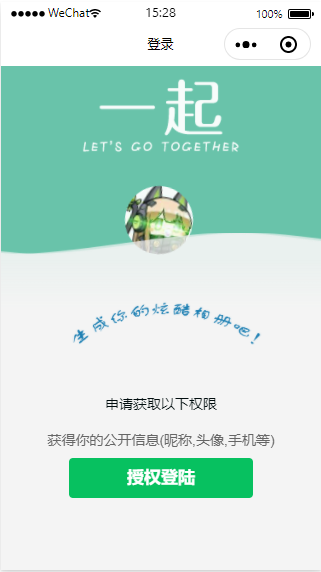 WeChat 15:28 100%
登录
一起
LET'S GO TOGETHER
生成你的炫酷相册吧!
申请获取以下权限
获得你的公开信息(昵称,头像,手机等)
授权登陆